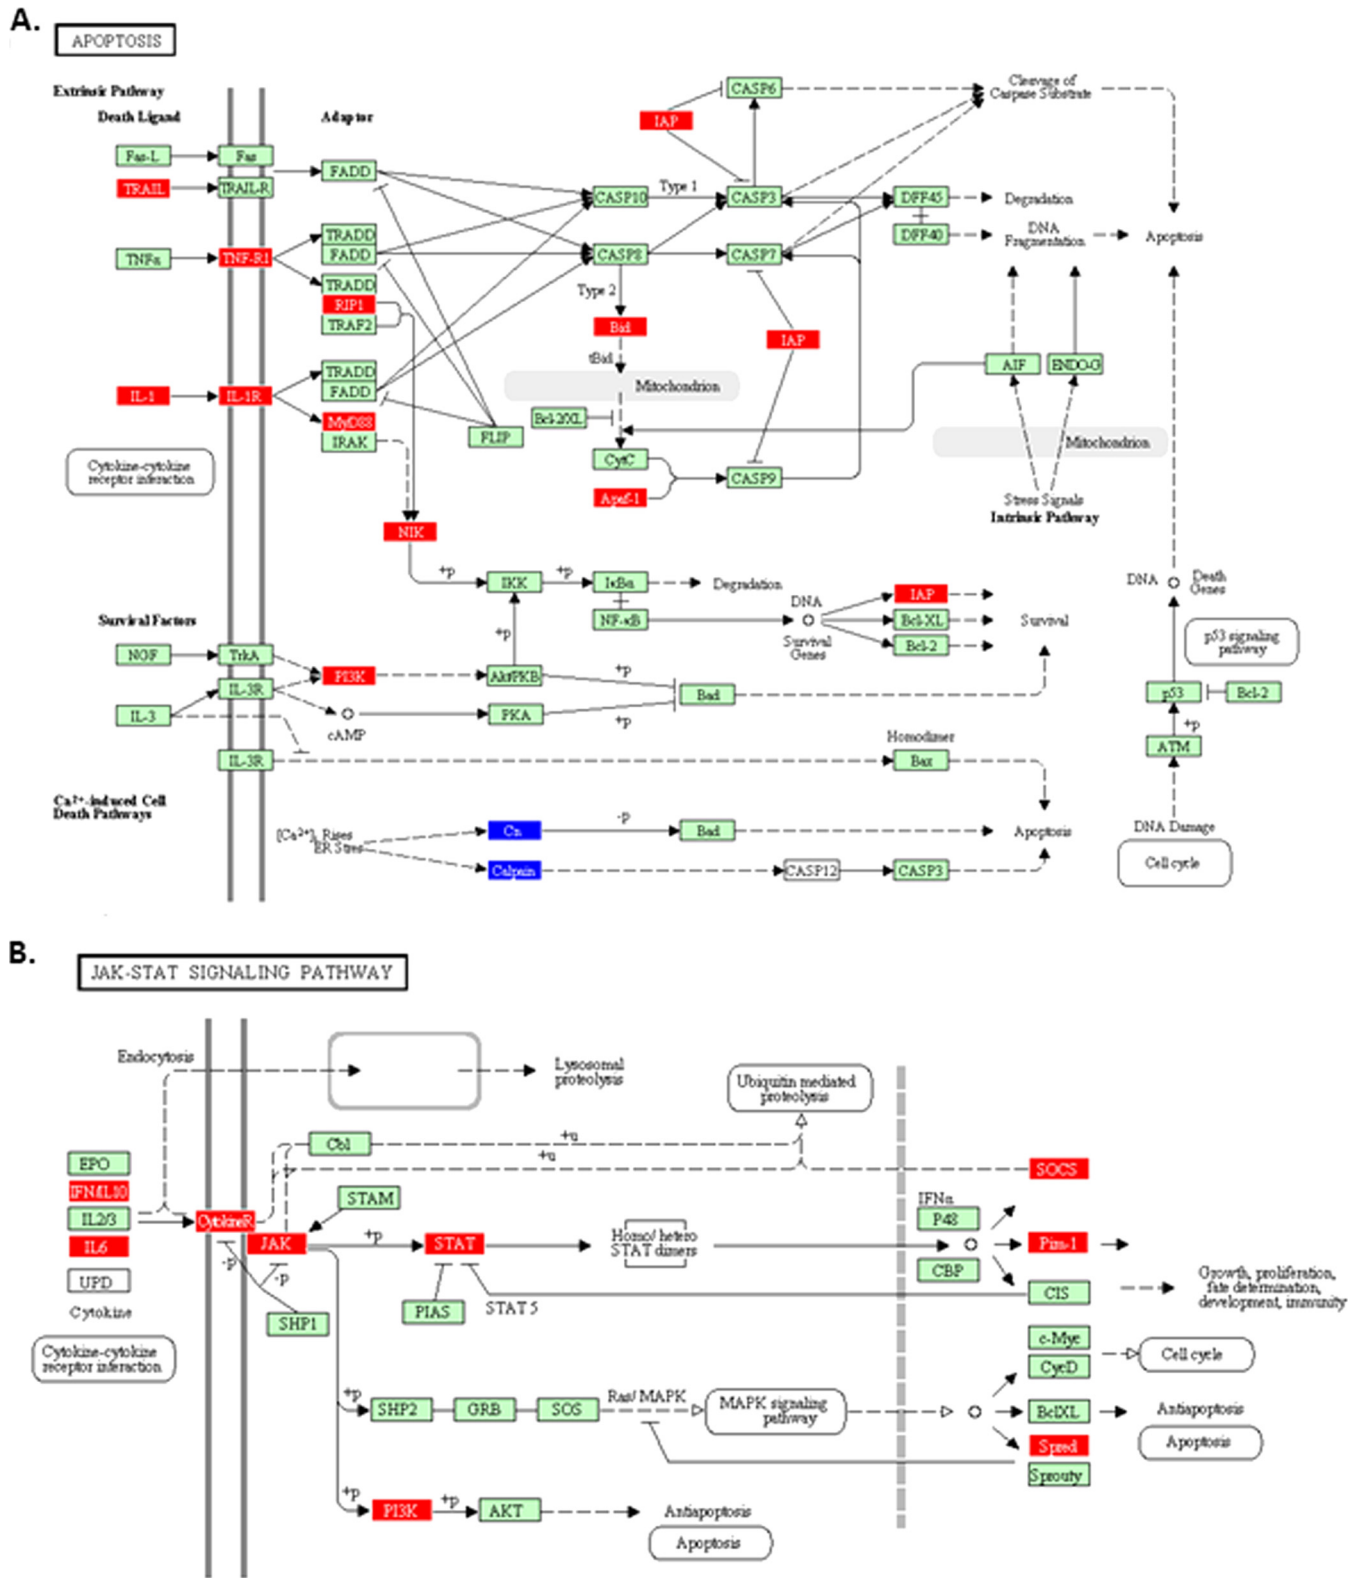 A.
APOPTOSIS
Extrinsic Pathway
Death Ligand
Adaptor
Fas-L
Fas
TRAIL
TRAIL-R
FADD
TNFα
TNF-R1
TRADD
FADD
TRADD
RIP1
TRAF2
IL-1
IL-1R
TRADD
FADD
MyD88
IRAK
FLIP
Cytokine-cytokine
receptor interaction
NIK
IAP
CASP6
CASP10
Type 1
CASP3
CASP8
CASP7
Type 2
Bid
tBid
Mitochondrion
IAP
Bcl-2/XL
CytC
Apaf-1
CASP9
Cleavage of
Caspase Substrate
DFF45
Degradation
DFF40
DNA
Fragmentation
Apoptosis
AIF
ENDO-G
Mitochondrion
Stress Signals
Intrinsic Pathway
+p
IKK
+p
IκBα
Degradation
NF-κB
+p
DNA
Survival
Genes
IAP
Bcl-XL
Bcl-2
Survival
DNA
Death
Genes
p53 signaling
pathway
p53
Bcl-2
+p
ATM
DNA Damage
Cell cycle
Survival Factors
NGF
TrkA
IL-3R
IL-3
PI3K
Akt/PKB
+p
Bad
cAMP
PKA
+p
IL-3R
Homodimer
Bax
Ca2+-induced Cell
Death Pathways
[Ca2+]i Rises
ER Stress
Cn
-p
Bad
Apoptosis
Calpain
CASP12
CASP3
B.
JAK-STAT SIGNALING PATHWAY
Endocytosis
Lysosomal
proteolysis
Ubiquitin mediated
proteolysis
Cbl
+u
+u
SOCS
EPO
IFN/IL10
IL2/3
IL6
UPD
Cytokine
Cytokine-cytokine
receptor interaction
CytokineR
JAK
STAM
+p
STAT
Homo/ hetero
STAT dimers
IFNα
P48
CBP
Pim-1
CIS
Growth, proliferation,
fate determination,
development, immunity
-p
-p
SHP1
PIAS
STAT5
c-Myc
CycD
Cell cycle
+p
SHP2
GRB
SOS
Ras/ MAPK
MAPK signaling
pathway
BclXL
Antiapoptosis
Apoptosis
Spred
Sprouty
+p
PI3K
+p
AKT
Antiapoptosis
Apoptosis